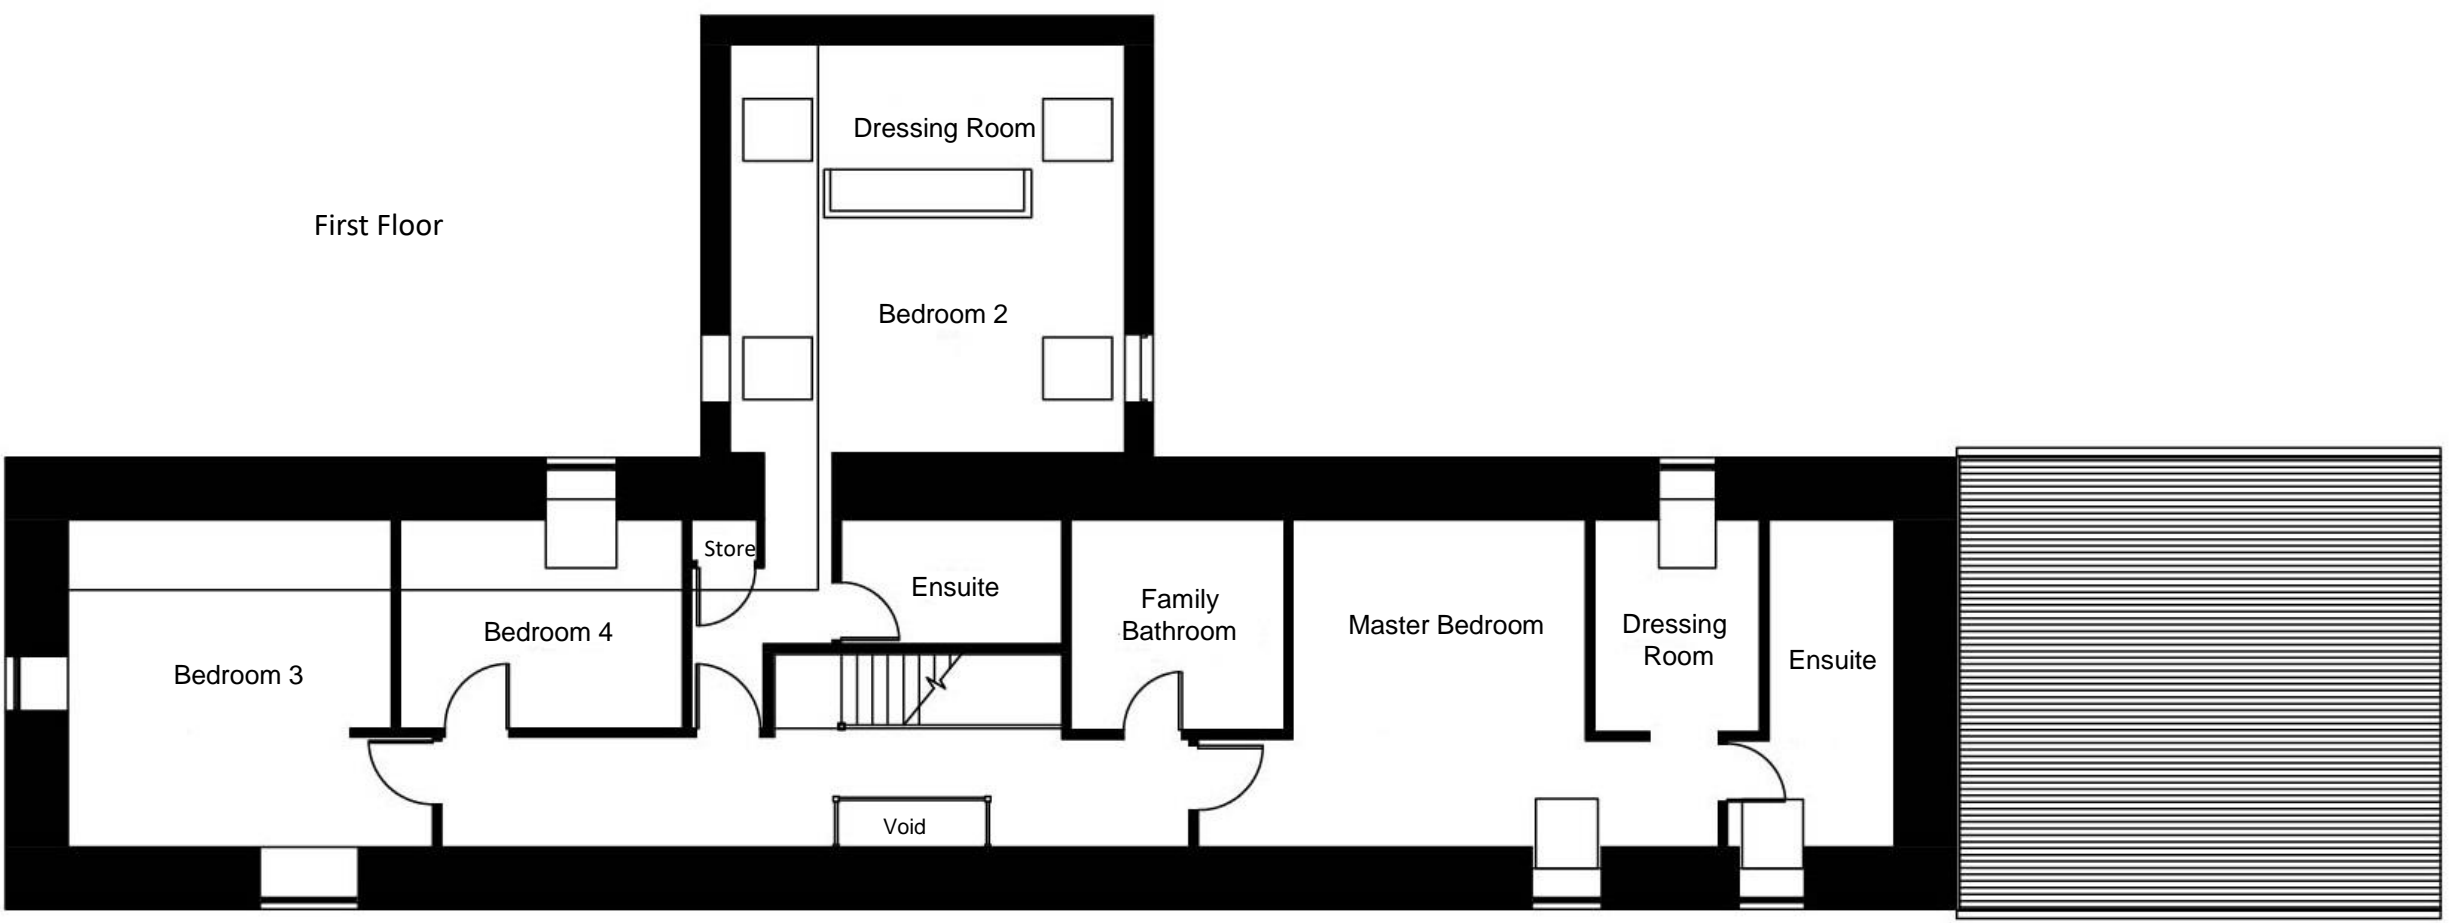 Dressing Room
First Floor
Bedroom 2
Store
Ensuite
Family
Bathroom
Bedroom 4
Master Bedroom
Dressing
Room
Ensuite
Bedroom 3
Void